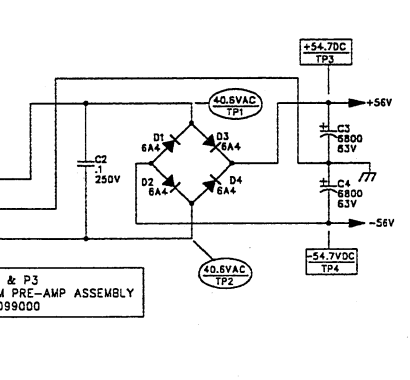 +54.7DC
TP3
40.6VAC
TP1
+56V
D1
6A4
D3
6A4
C3
6800
63V
C2
.1
250V
D2
6A4
D4
6A4
C4
6800
63V
-56V
-54.7VDC
TP4
40.6VAC
TP2
& P3
M PRE-AMP ASSEMBLY
099000